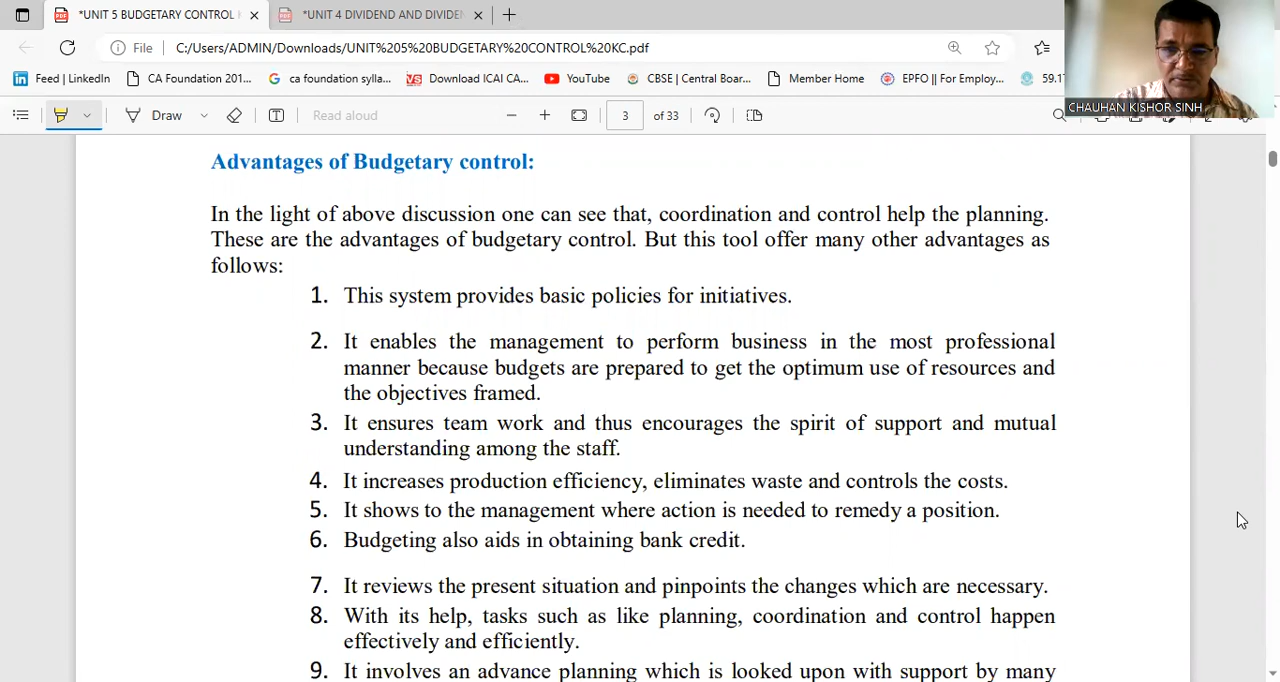 *UNIT 5 BUDGETARY CONTROL K
*UNIT 4 DIVIDEND AND DIVIDEN
File
C:/Users/ADMIN/Downloads/UNIT%205%20BUDGETARY%20CONTROL%20KC.pdf
Feed | LinkedIn
CA Foundation 201...
ca foundation sylla...
Download ICAI CA...
YouTube
CBSE | Central Boar...
Member Home
EPFO || For Employ...
59.1
CHAUHAN KISHOR SINH
Draw
Read aloud
3
of 33
Advantages of Budgetary control:
In the light of above discussion one can see that, coordination and control help the planning.
These are the advantages of budgetary control. But this tool offer many other advantages as
follows:
1. This system provides basic policies for initiatives.
2. It enables the management to perform business in the most professional
manner because budgets are prepared to get the optimum use of resources and
the objectives framed.
3. It ensures team work and thus encourages the spirit of support and mutual
understanding among the staff.
4. It increases production efficiency, eliminates waste and controls the costs.
5. It shows to the management where action is needed to remedy a position.
6. Budgeting also aids in obtaining bank credit.
7. It reviews the present situation and pinpoints the changes which are necessary.
8. With its help, tasks such as like planning, coordination and control happen
effectively and efficiently.
9. It involves an advance planning which is looked upon with support by many